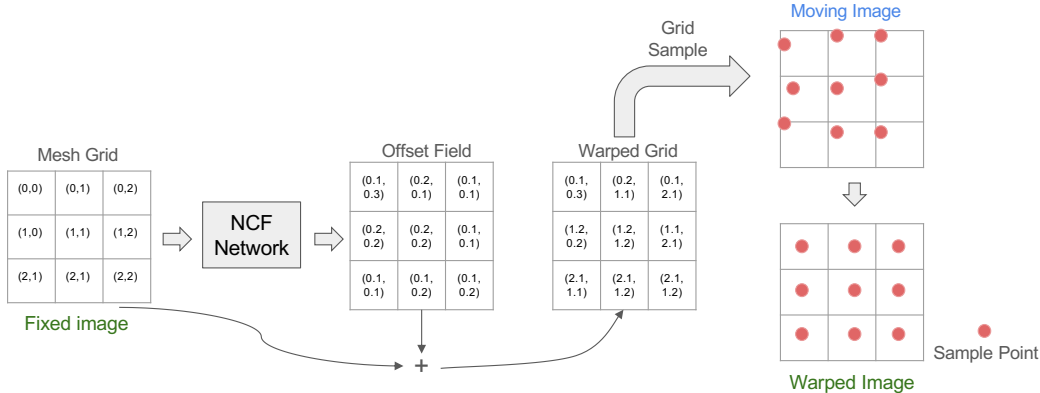 Moving Image
Grid
Sample
Mesh Grid
Offset Field
Warped Grid
(0,0) (0,1) (0,2)
(1,0) (1,1) (1,2)
(2,1) (2,1) (2,2)
Fixed image
NCF
Network
(0.1, (0.2, (0.1,
0.3) 0.1) 0.1)
(0.2, (0.2, (0.1,
0.2) 0.2) 0.1)
(0.1, (0.1, (0.1,
0.1) 0.2) 0.2)
+
(0.1, (0.2, (0.1,
0.3) 1.1) 2.1)
(1.2, (1.2, (1.1,
0.2) 1.2) 2.1)
(2.1, (2.1, (2.1,
1.1) 1.2) 1.2)
Sample Point
Warped Image